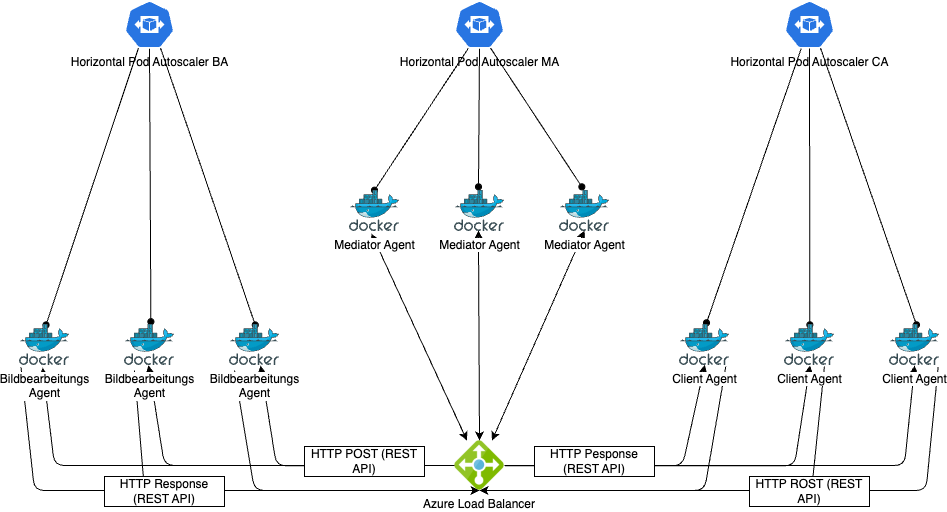 Horizontal Pod Autoscaler BA
Horizontal Pod Autoscaler MA
Horizontal Pod Autoscaler CA
docker
docker
docker
Mediator Agent
Mediator Agent
Mediator Agent
docker
docker
docker
docker
docker
docker
Bildbearbeitungs
Agent
Bildbearbeitungs
Agent
Bildbearbeitungs
Agent
Client Agent
Client Agent
Client Agent
HTTP POST (REST
API)
HTTP Pesponse
(REST API)
HTTP Response
(REST API)
HTTP ROST (REST
API)
Azure Load Balancer